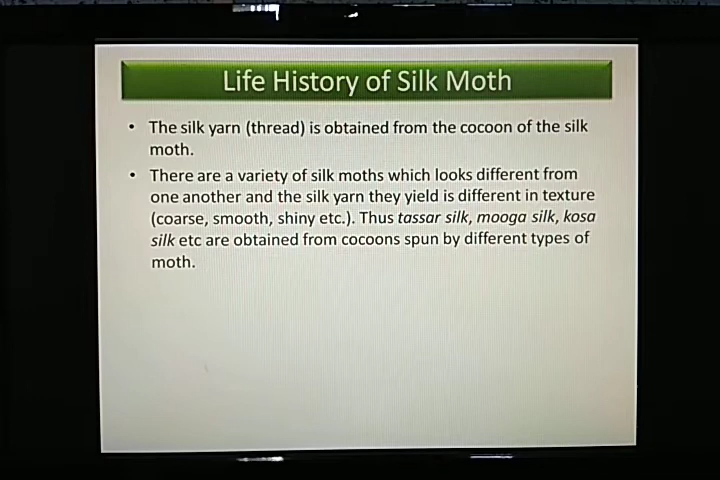 Life History of Silk Moth
• The silk yarn (thread) is obtained from the cocoon of the silk
moth.
• There are a variety of silk moths which looks different from
one another and the silk yarn they yield is different in texture
(coarse, smooth, shiny etc.). Thus tassar silk, mooga silk, kosa
silk etc are obtained from cocoons spun by different types of
moth.